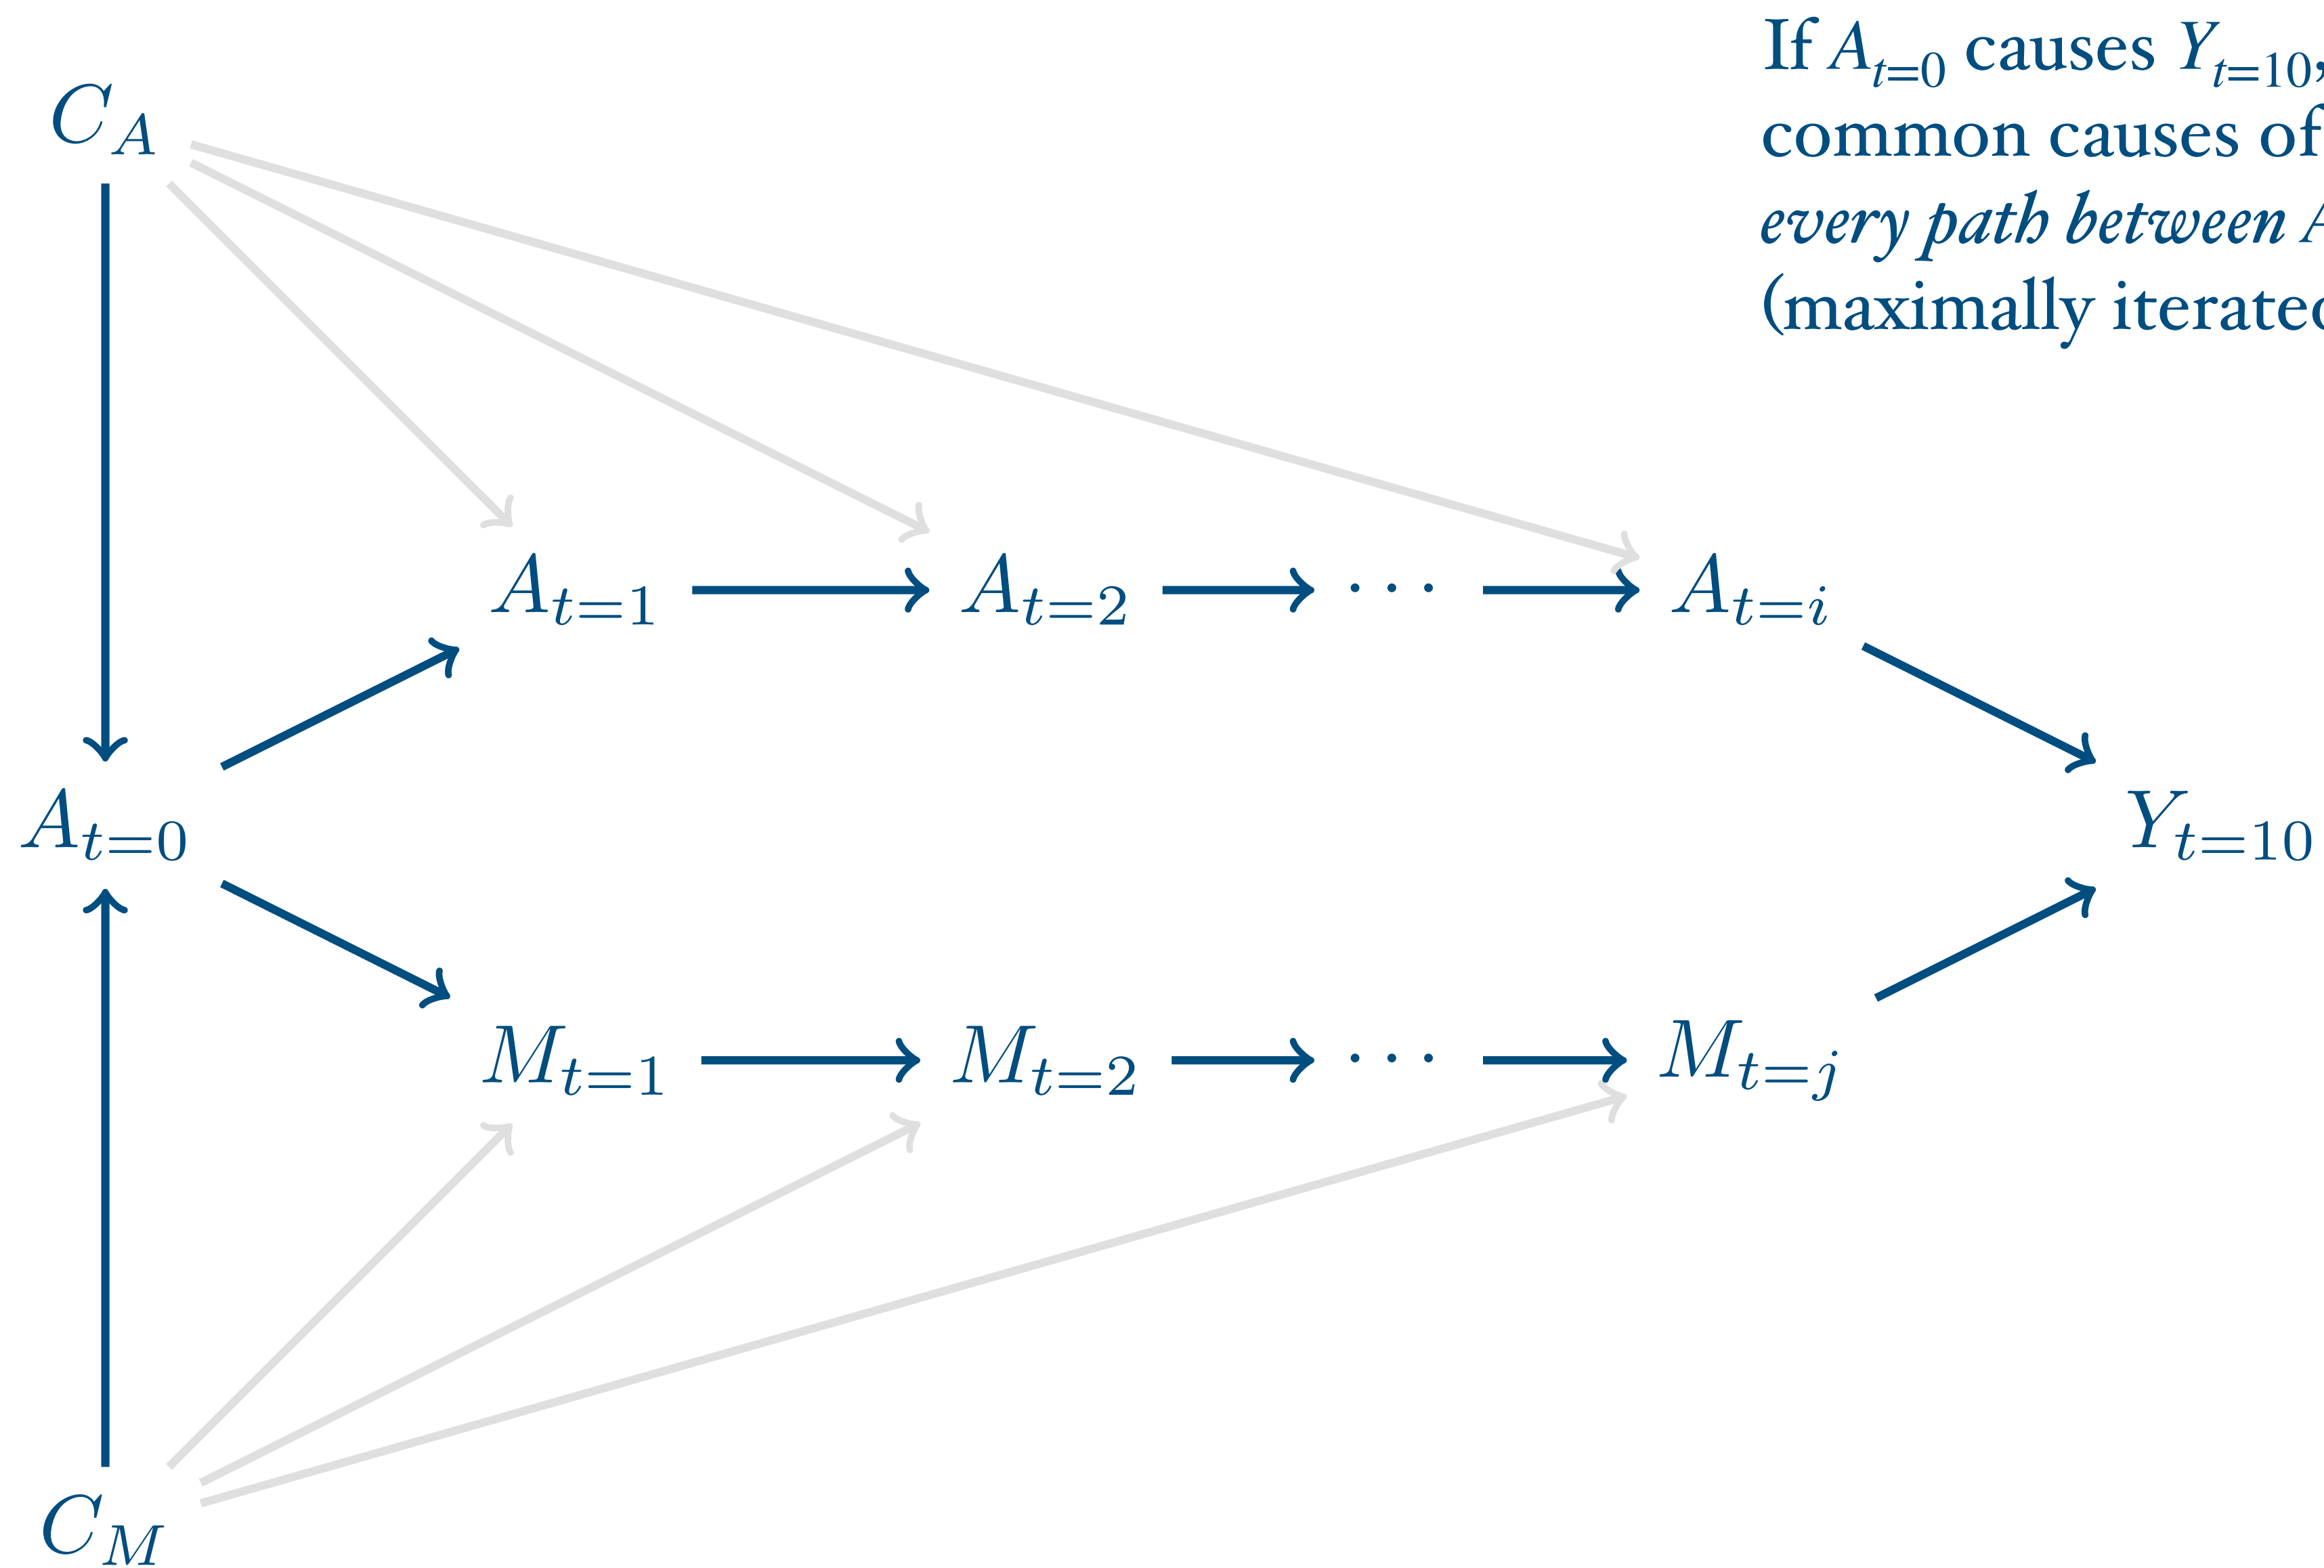 If A_{t=0} causes Y_{t=10},
common causes of
every path between A
(maximally iterated
C_A
A_{t=1} A_{t=2} ⋯ A_{t=i}
A_{t=0} Y_{t=10}
M_{t=1} M_{t=2} ⋯ M_{t=j}
C_M